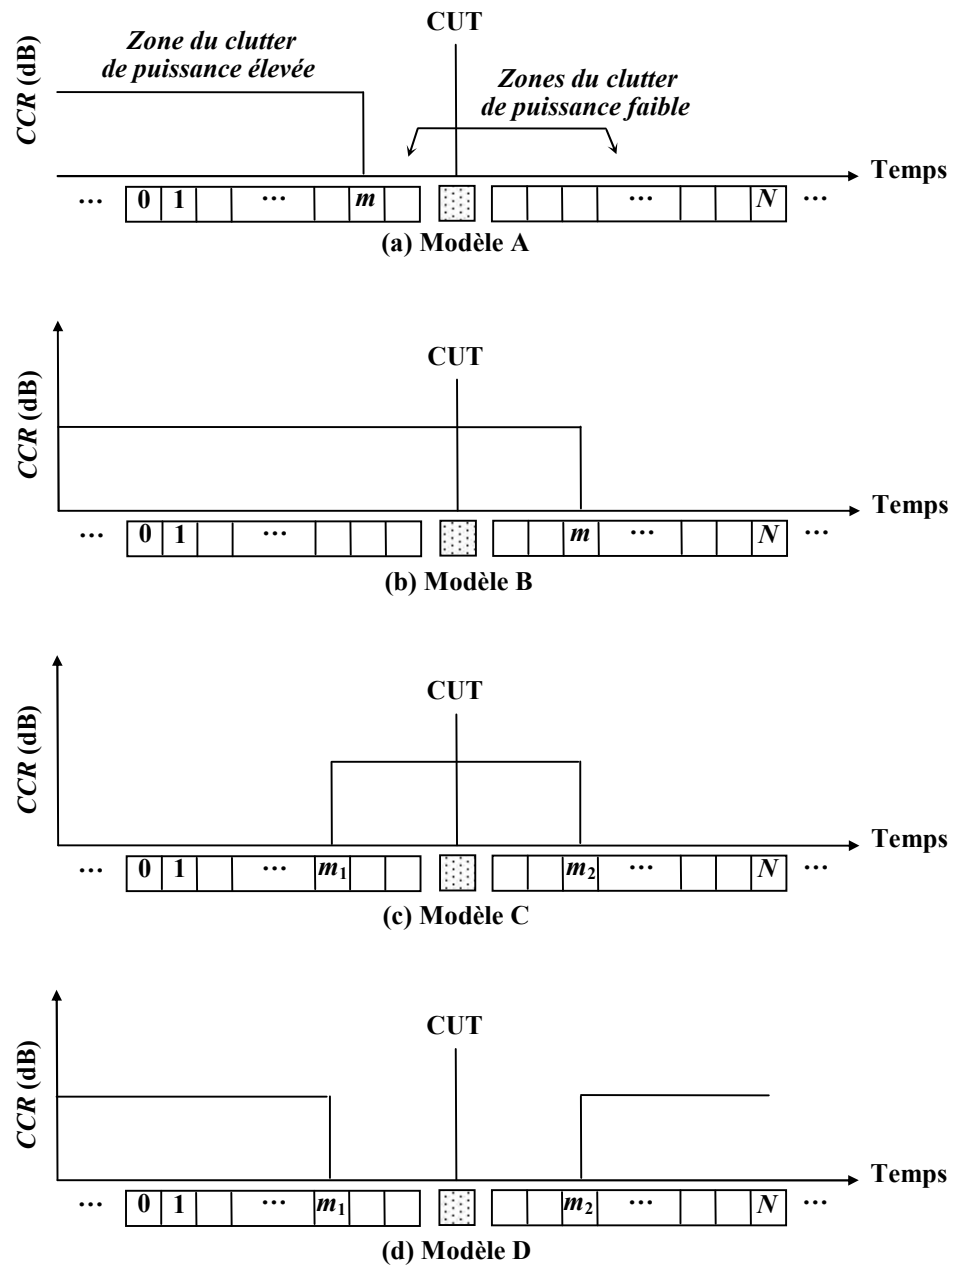 CUT
Zone du clutter
de puissance élevée
Zones du clutter
de puissance faible
CCR (dB)
Temps
... 0 1 ... m ... N ...
(a) Modèle A
CUT
CCR (dB)
Temps
... 0 1 ... m ... N ...
(b) Modèle B
CUT
CCR (dB)
Temps
... 0 1 ... m₁ m₂ ... N ...
(c) Modèle C
CUT
CCR (dB)
Temps
... 0 1 ... m₁ m₂ ... N ...
(d) Modèle D